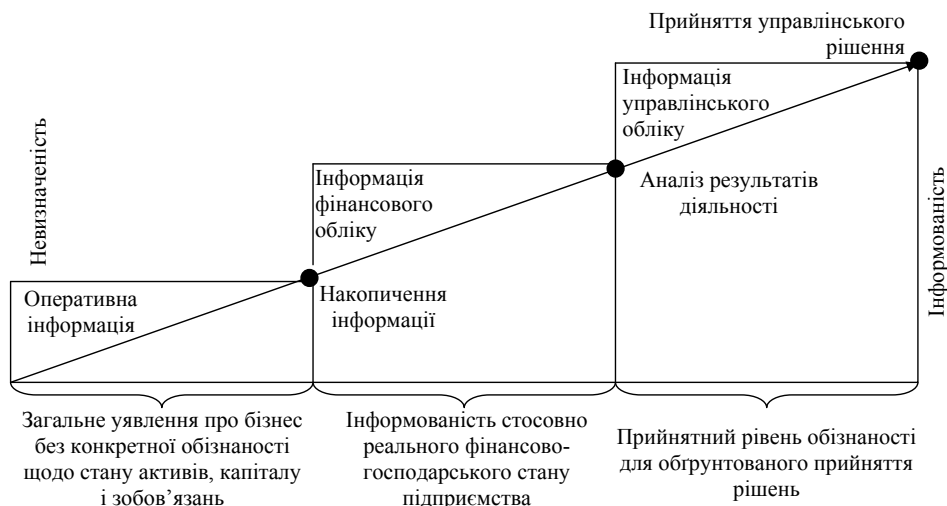 Прийняття управлінського
рішення
Інформація
управлінського
обліку
Невизначеність
Інформація
фінансового
обліку
Аналіз результатів
діяльності
Інформованість
Оперативна
інформація
Накопичення
інформації
Загальне уявлення про бізнес
без конкретної обізнаності
щодо стану активів, капіталу
і зобов’язань
Інформованість стосовно
реального фінансово-
господарського стану
підприємства
Прийнятний рівень обізнаності
для обґрунтованого прийняття
рішень